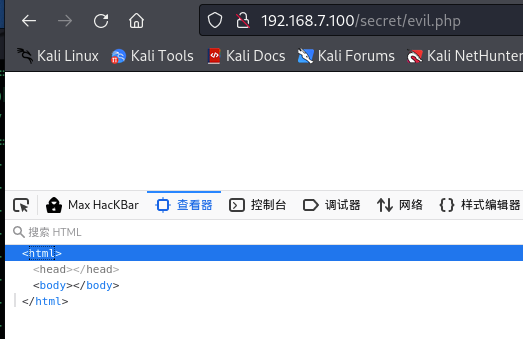 192.168.7.100/secret/evil.php
Kali Linux Kali Tools Kali Docs Kali Forums Kali NetHunter
Max HacKBar 查看器 控制台 调试器 网络 样式编辑器
搜索 HTML
<html>
<head></head>
<body></body>
</html>